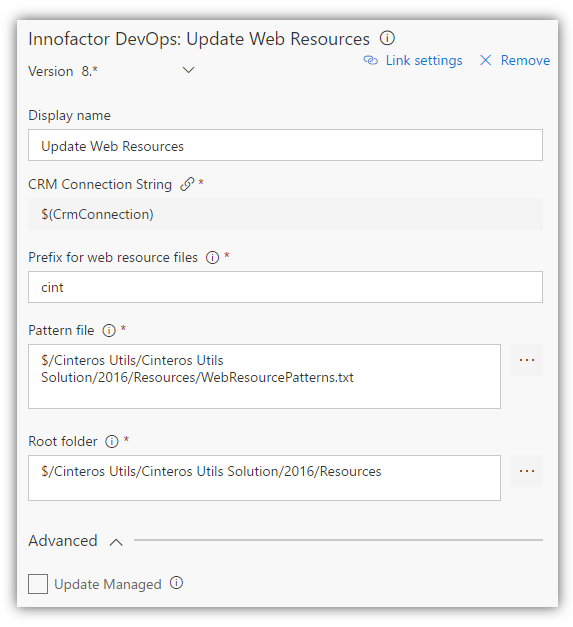 Innofactor DevOps: Update Web Resources
Version 8.*
Link settings
Remove
Display name
Update Web Resources
CRM Connection String *
$(CrmConnection)
Prefix for web resource files *
cint
Pattern file *
$/Cinteros Utils/Cinteros Utils
Solution/2016/Resources/WebResourcePatterns.txt
...
Root folder *
$/Cinteros Utils/Cinteros Utils Solution/2016/Resources
...
Advanced
Update Managed